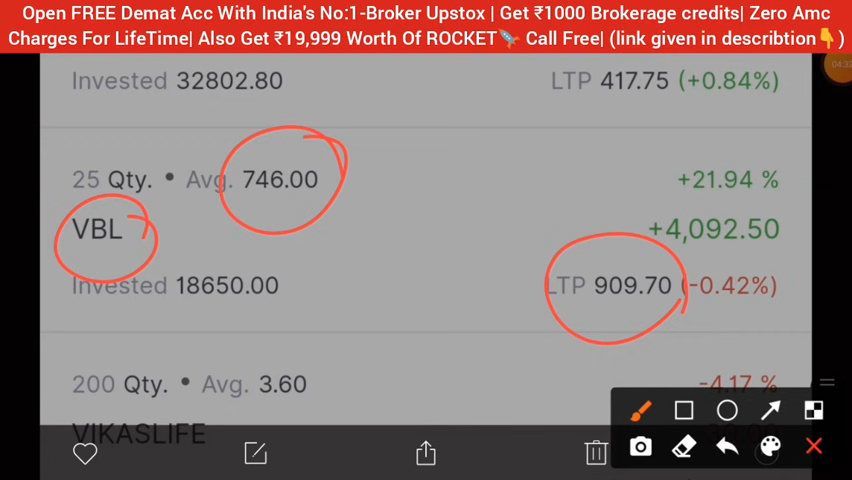 Open FREE Demat Acc With India's No:1-Broker Upstox | Get ₹1000 Brokerage credits| Zero Amc
Charges For LifeTime| Also Get ₹19,999 Worth Of ROCKET🚀 Call Free| (link given in describtion👇)
04:33
Invested 32802.80 LTP 417.75 (+0.84%)
25 Qty. • Avg. 746.00 +21.94 %
VBL +4,092.50
Invested 18650.00 LTP 909.70 (-0.42%)
200 Qty. • Avg. 3.60 -4.17 %
VIKASLIFE